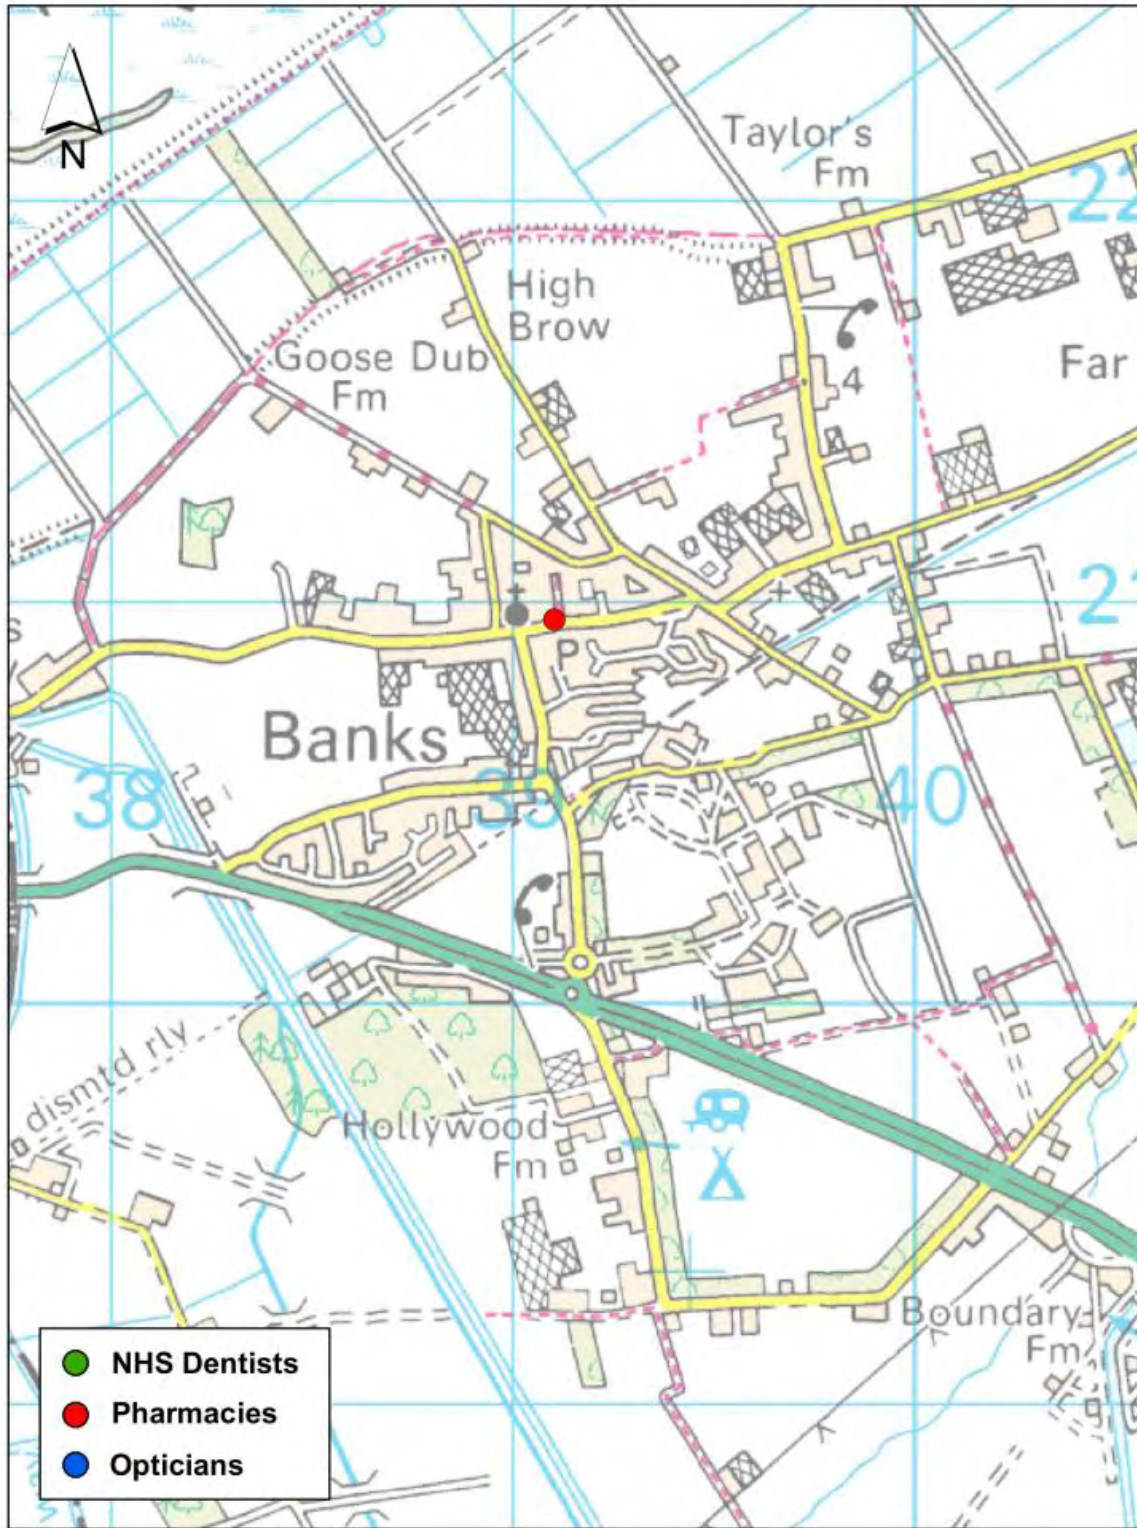 N
Taylor's
Fm
22
High
Brow
Goose Dub
Fm
4
Far
21
s
P
Banks
38
39
40
dismtd rly
Hollywood
Fm
Boundary
Fm
NHS Dentists
Pharmacies
Opticians